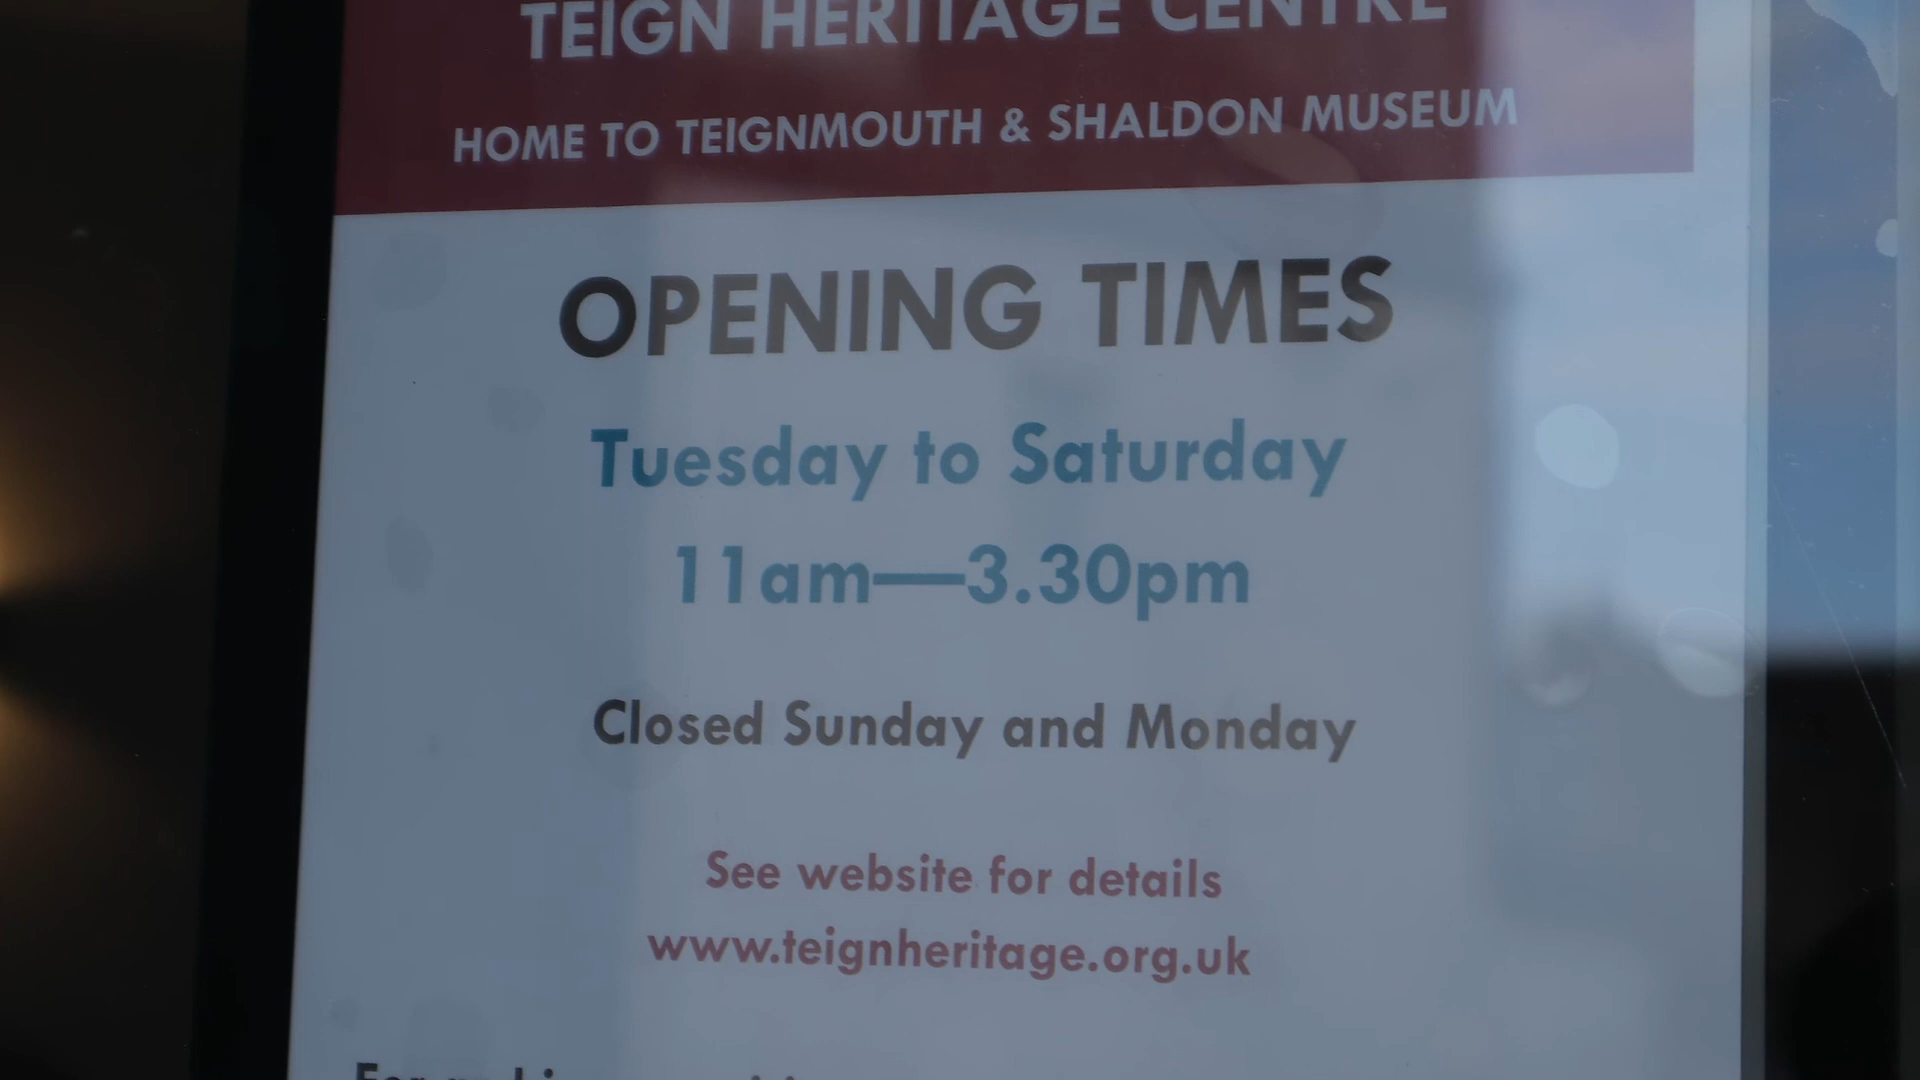 TEIGN HERITAGE CENTRE
HOME TO TEIGNMOUTH & SHALDON MUSEUM
OPENING TIMES
Tuesday to Saturday
11am—3.30pm
Closed Sunday and Monday
See website for details
www.teignheritage.org.uk
For